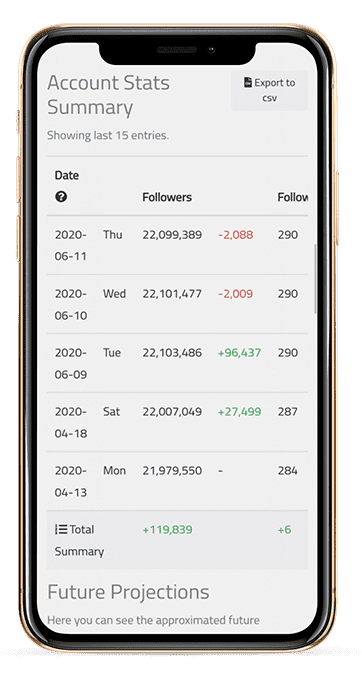 Account Stats
Summary
Export to
csv
Showing last 15 entries.
Date
Followers
Follow
2020-
06-11
Thu
22,099,389
-2,088
290
2020-
06-10
Wed
22,101,477
-2,009
290
2020-
06-09
Tue
22,103,486
+96,437
290
2020-
04-18
Sat
22,007,049
+27,499
287
2020-
04-13
Mon
21,979,550
-
284
Total
Summary
+119,839
+6
Future Projections
Here you can see the approximated future